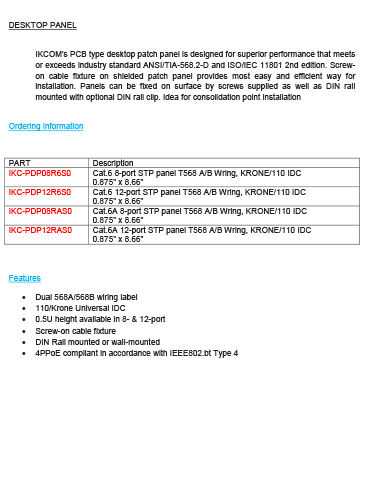 DESKTOP PANEL
IKCOM's PCB type desktop patch panel is designed for superior performance that meets
or exceeds industry standard ANSI/TIA-568.2-D and ISO/IEC 11801 2nd edition. Screw-
on cable fixture on shielded patch panel provides most easy and efficient way for
installation. Panels can be fixed on surface by screws supplied as well as DIN rail
mounted with optional DIN rail clip. Idea for consolidation point installation
Ordering Information
PART Description
IKC-PDP08R6S0 Cat.6 8-port STP panel T568 A/B Wring, KRONE/110 IDC
0.875" x 8.66"
IKC-PDP12R6S0 Cat.6 12-port STP panel T568 A/B Wring, KRONE/110 IDC
0.875" x 8.66"
IKC-PDP08RAS0 Cat.6A 8-port STP panel T568 A/B Wring, KRONE/110 IDC
0.875" x 8.66"
IKC-PDP12RAS0 Cat.6A 12-port STP panel T568 A/B Wring, KRONE/110 IDC
0.875" x 8.66"
Features
• Dual 568A/568B wiring label
• 110/Krone Universal IDC
• 0.5U height available in 8- & 12-port
• Screw-on cable fixture
• DIN Rail mounted or wall-mounted
• 4PPoE compliant in accordance with IEEE802.bt Type 4